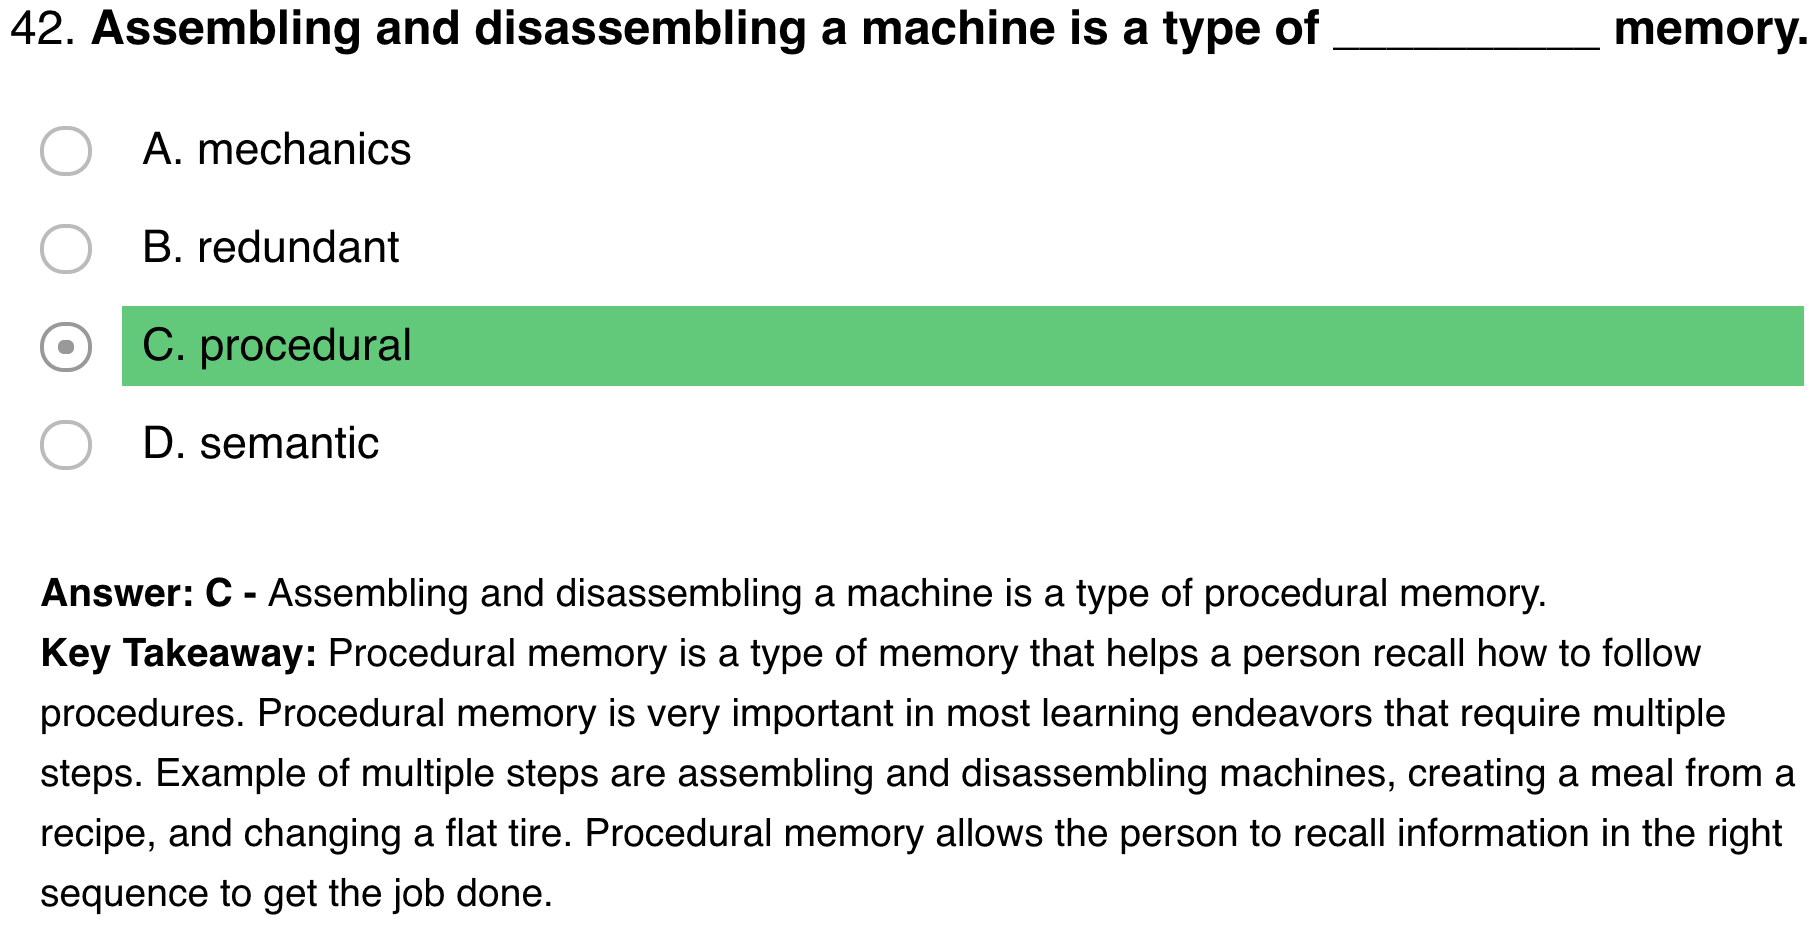 42. Assembling and disassembling a machine is a type of __________ memory.
A. mechanics
B. redundant
C. procedural
D. semantic
Answer: C - Assembling and disassembling a machine is a type of procedural memory.
Key Takeaway: Procedural memory is a type of memory that helps a person recall how to follow
procedures. Procedural memory is very important in most learning endeavors that require multiple
steps. Example of multiple steps are assembling and disassembling machines, creating a meal from a
recipe, and changing a flat tire. Procedural memory allows the person to recall information in the right
sequence to get the job done.